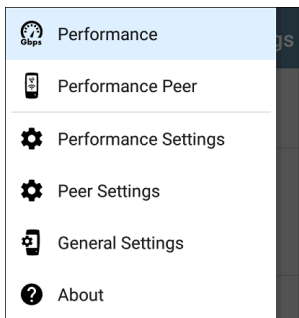 Gbps
Performance
gs
Performance Peer
Performance Settings
Peer Settings
General Settings
About